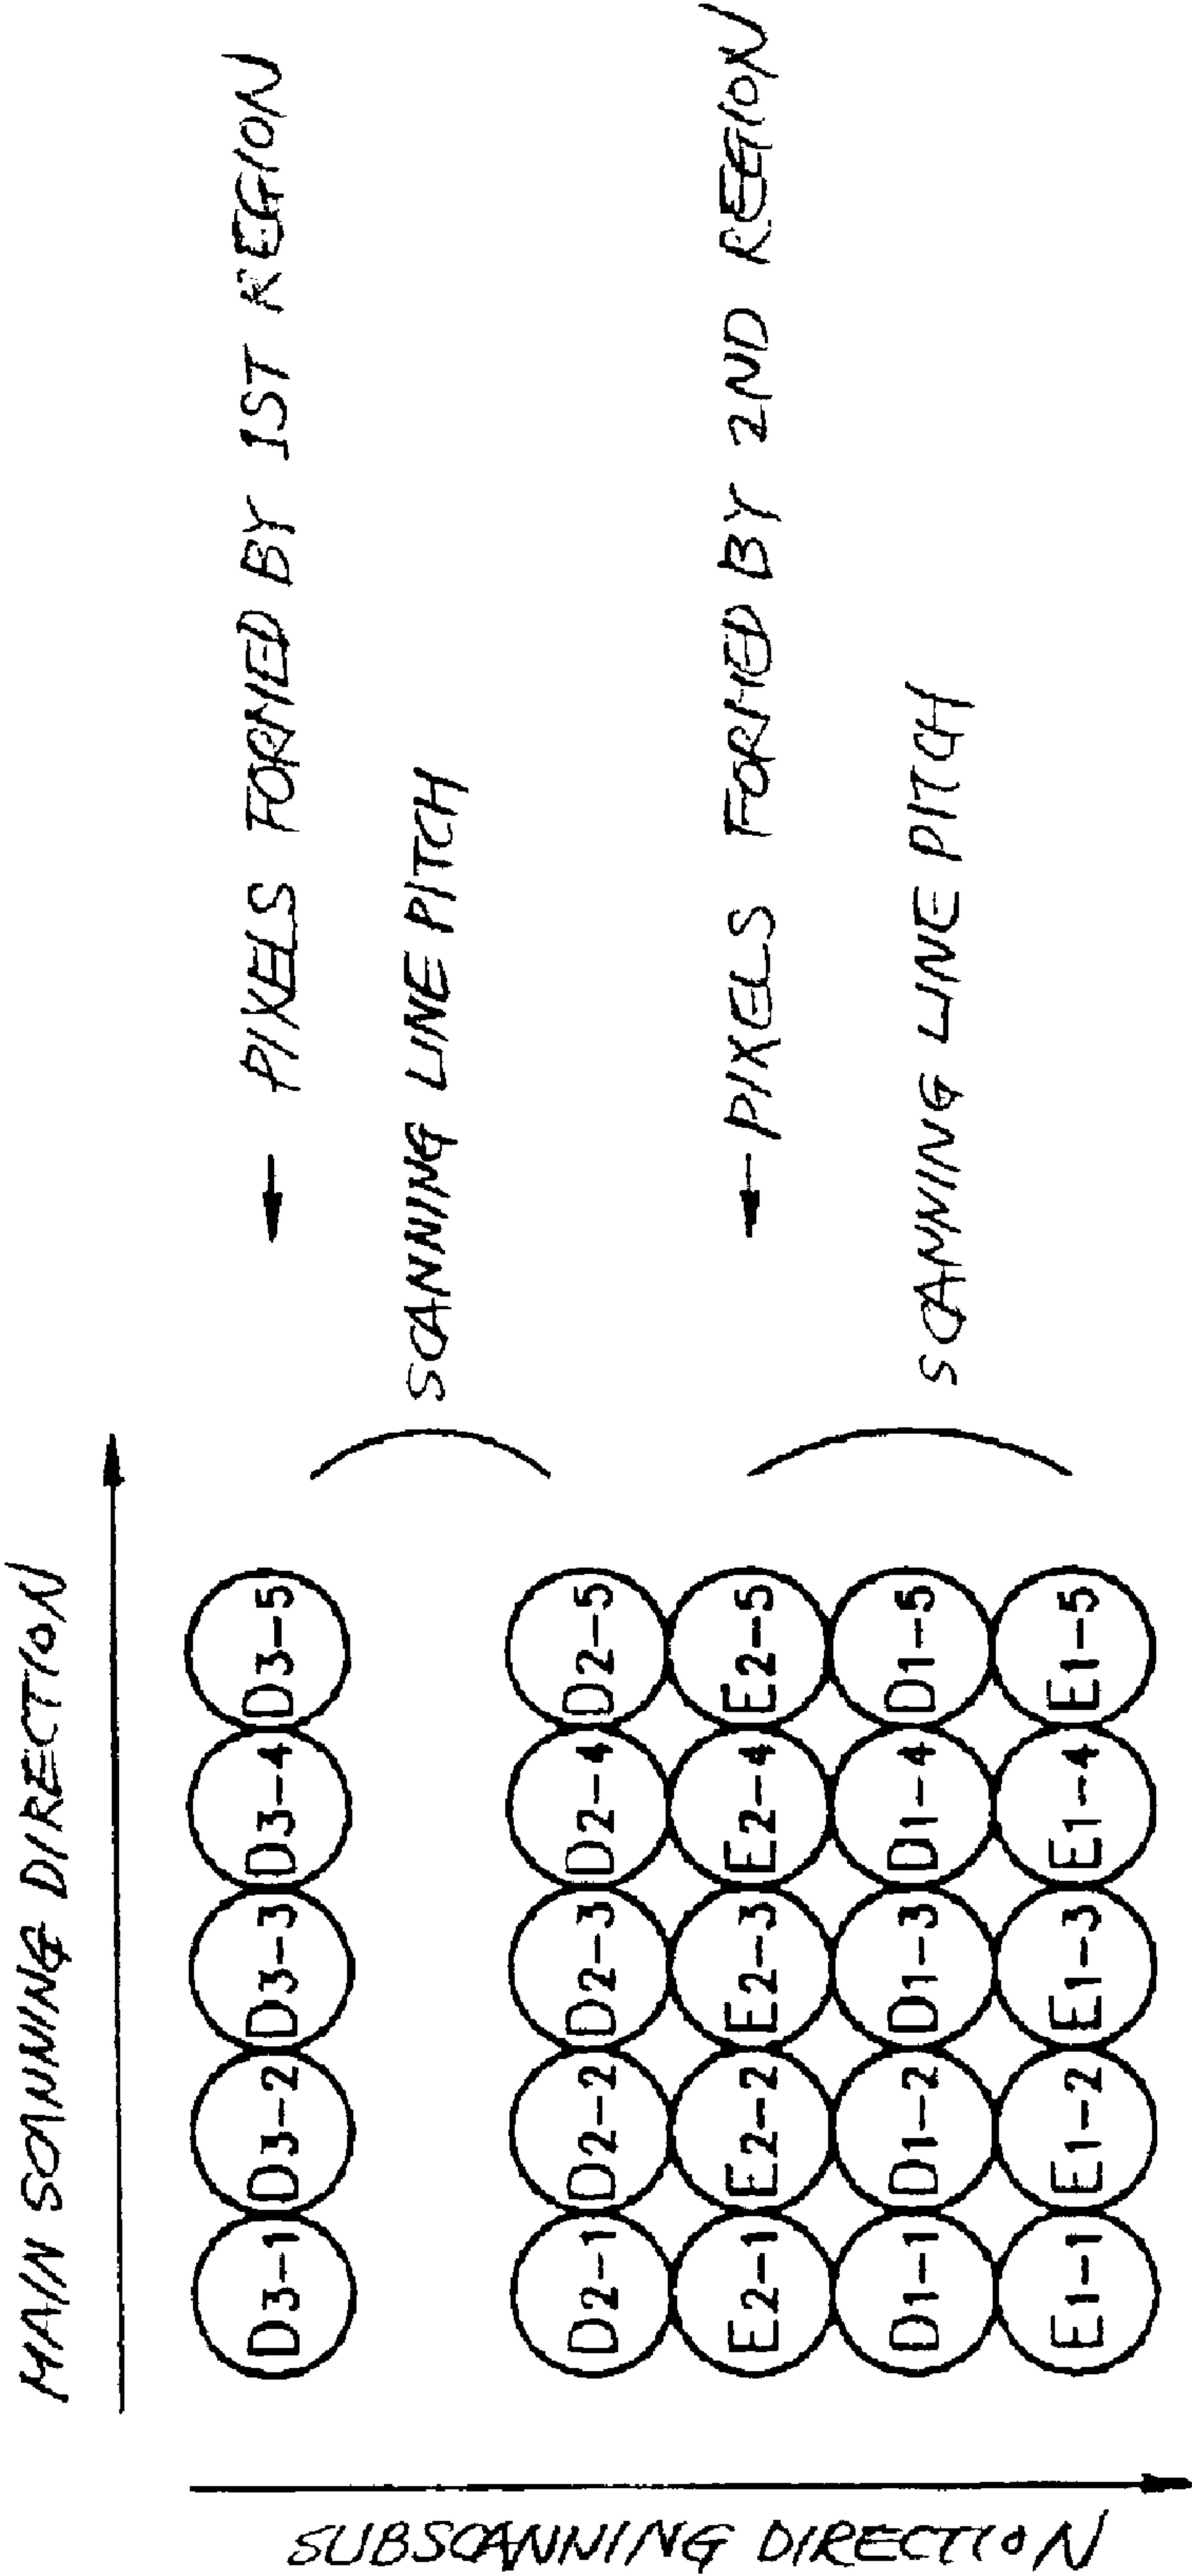 MAIN SCANNING DIRECTION
SUBSCANNING DIRECTION
D3-1 D3-2 D3-3 D3-4 D3-5
PIXELS FORMED BY 1ST REGION
SCANNING LINE PITCH
D2-1 D2-2 D2-3 D2-4 D2-5
E2-1 E2-2 E2-3 E2-4 E2-5
PIXELS FORMED BY 2ND REGION
D1-1 D1-2 D1-3 D1-4 D1-5
SCANNING LINE PITCH
E1-1 E1-2 E1-3 E1-4 E1-5